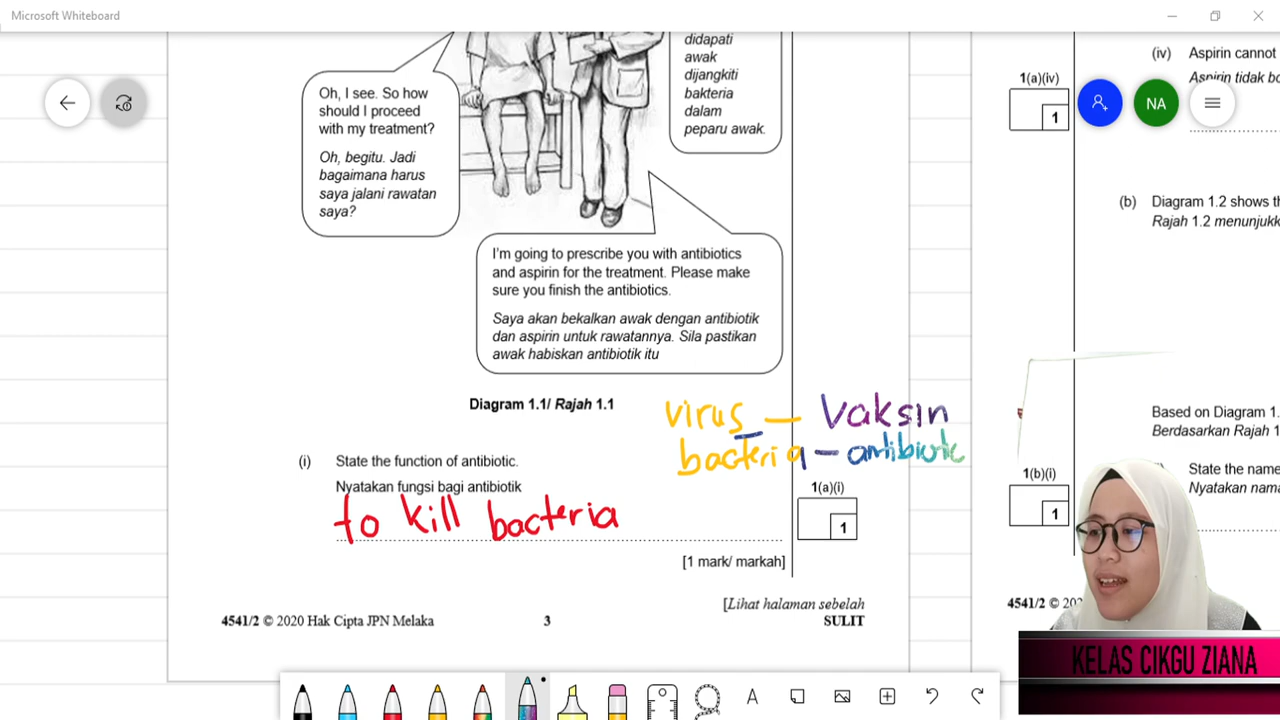 Microsoft Whiteboard
didapati
awak
dijangkiti
bakteria
dalam
peparu awak.
Oh, I see. So how
should I proceed
with my treatment?
Oh, begitu. Jadi
bagaimana harus
saya jalani rawatan
saya?
I'm going to prescribe you with antibiotics
and aspirin for the treatment. Please make
sure you finish the antibiotics.
Saya akan bekalkan awak dengan antibiotik
dan aspirin untuk rawatannya. Sila pastikan
awak habiskan antibiotik itu
Diagram 1.1/ Rajah 1.1
virus – Vaksin
bacteria – antibiotic
(i) State the function of antibiotic.
Nyatakan fungsi bagi antibiotik
to kill bacteria
1(a)(i)
1
[1 mark/ markah]
[Lihat halaman sebelah
4541/2 © 2020 Hak Cipta JPN Melaka
3
SULIT
1(a)(iv)
1
(iv) Aspirin cannot
Aspirin tidak bo
NA
(b) Diagram 1.2 shows th
Rajah 1.2 menunjukk
Based on Diagram 1.
Berdasarkan Rajah 1
1(b)(i)
1
State the name
Nyatakan nama
4541/2 © 202
KELAS CIKGU ZIANA
A